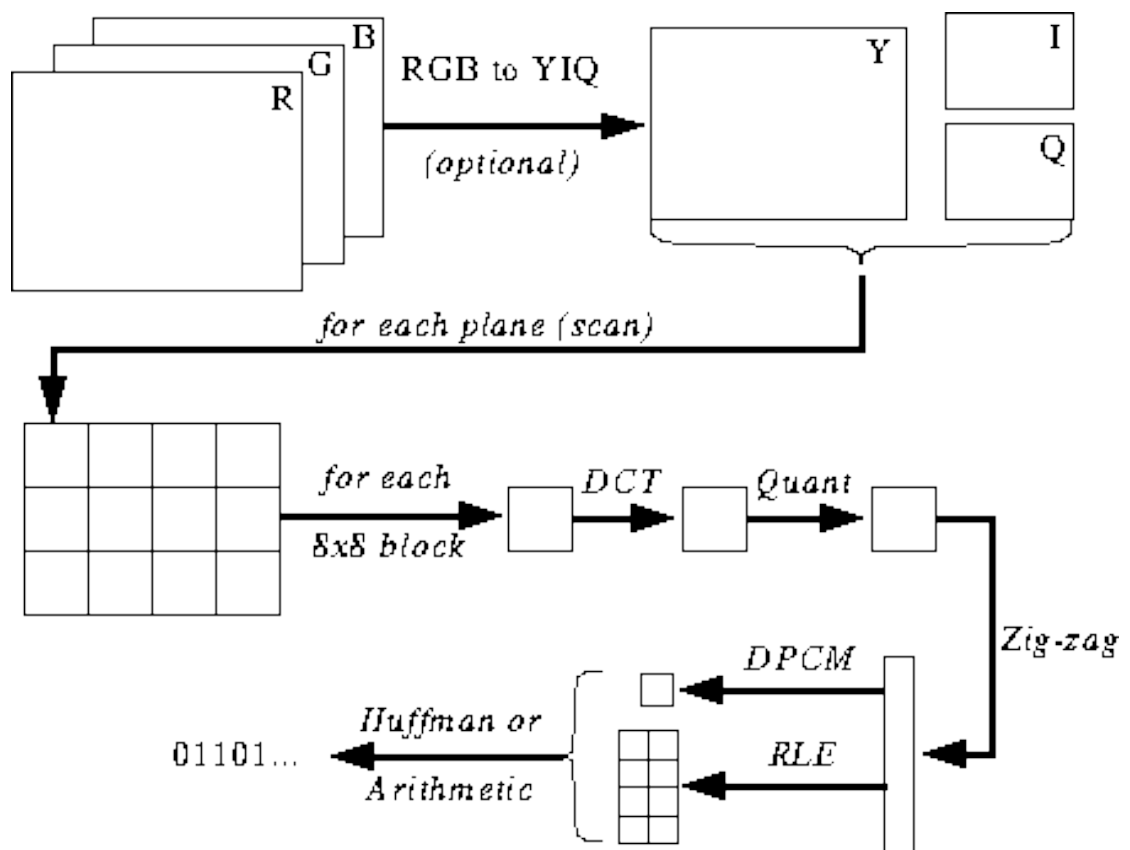 B
G
R
RGB to YIQ
(optional)
Y
I
Q
for each plane (scan)
for each
8x8 block
DCT
Quant
Zig-zag
DPCM
RLE
Huffman or
Arithmetic
01101...